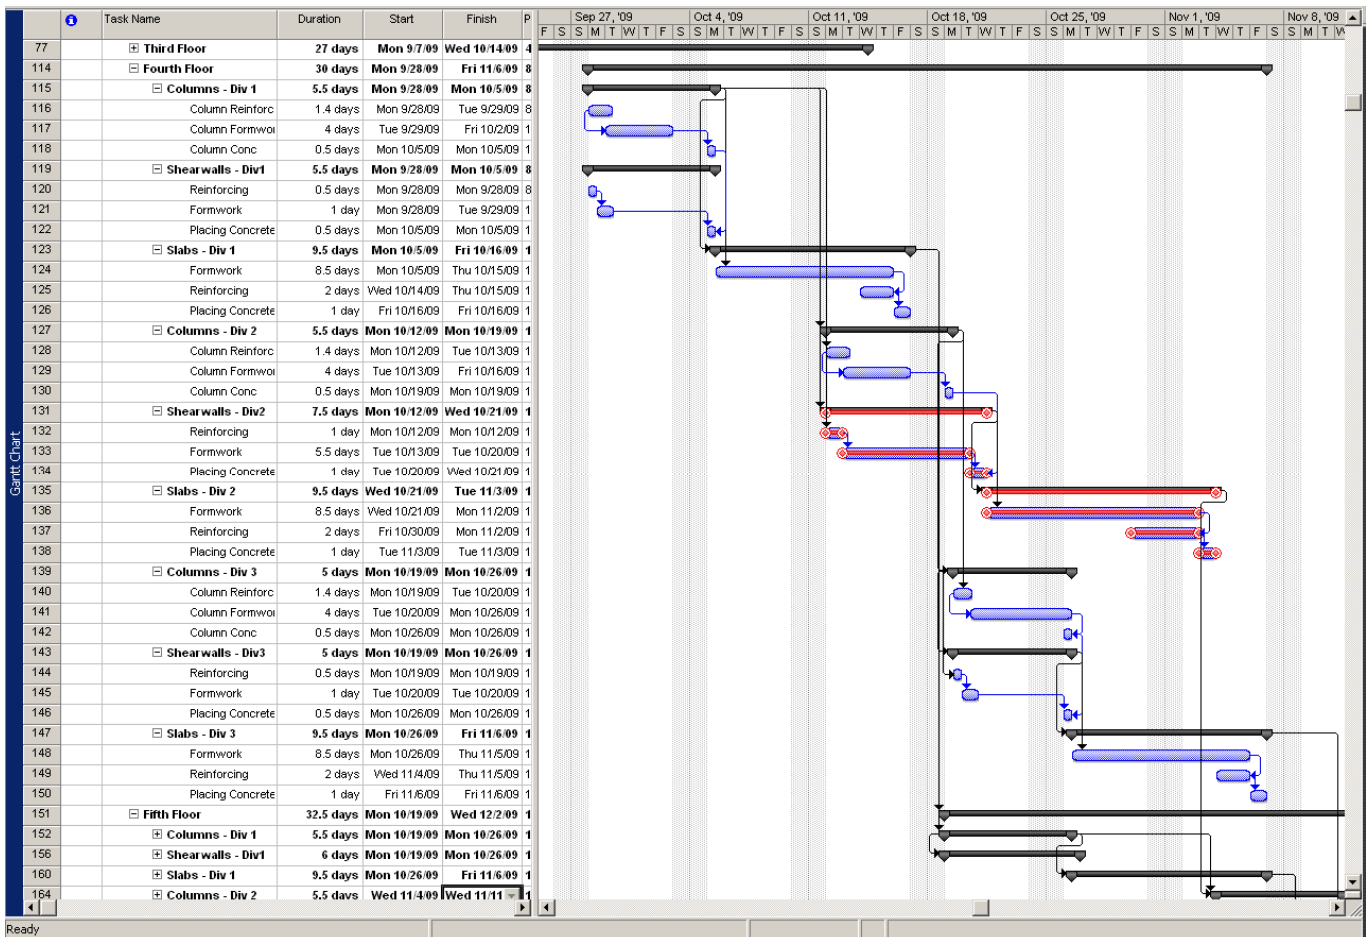 Task Name Duration Start Finish P Sep 27, '09 Oct 4, '09 Oct 11, '09 Oct 18, '09 Oct 25, '09 Nov 1, '09 Nov 8, '09
F S S M T W T F S S M T W T F S S M T W T F S S M T W T F S S M T W T F S S M T W T F S S M T W
77 Third Floor 27 days Mon 9/7/09 Wed 10/14/09 4
114 Fourth Floor 30 days Mon 9/28/09 Fri 11/6/09 8
115 Columns - Div 1 5.5 days Mon 9/28/09 Mon 10/5/09 8
116 Column Reinforc 1.4 days Mon 9/28/09 Tue 9/29/09 8
117 Column Formwor 4 days Tue 9/29/09 Fri 10/2/09 1
118 Column Conc 0.5 days Mon 10/5/09 Mon 10/5/09 1
119 Shearwalls - Div1 5.5 days Mon 9/28/09 Mon 10/5/09 8
120 Reinforcing 0.5 days Mon 9/28/09 Mon 9/28/09 8
121 Formwork 1 day Mon 9/28/09 Tue 9/29/09 1
122 Placing Concrete 0.5 days Mon 10/5/09 Mon 10/5/09 1
123 Slabs - Div 1 9.5 days Mon 10/5/09 Fri 10/16/09 1
124 Formwork 8.5 days Mon 10/5/09 Thu 10/15/09 1
125 Reinforcing 2 days Wed 10/14/09 Thu 10/15/09 1
126 Placing Concrete 1 day Fri 10/16/09 Fri 10/16/09 1
127 Columns - Div 2 5.5 days Mon 10/12/09 Mon 10/19/09 1
128 Column Reinforc 1.4 days Mon 10/12/09 Tue 10/13/09 1
129 Column Formwor 4 days Tue 10/13/09 Fri 10/16/09 1
130 Column Conc 0.5 days Mon 10/19/09 Mon 10/19/09 1
131 Shearwalls - Div2 7.5 days Mon 10/12/09 Wed 10/21/09 1
132 Reinforcing 1 day Mon 10/12/09 Mon 10/12/09 1
133 Formwork 5.5 days Tue 10/13/09 Tue 10/20/09 1
134 Placing Concrete 1 day Tue 10/20/09 Wed 10/21/09 1
135 Slabs - Div 2 9.5 days Wed 10/21/09 Tue 11/3/09 1
136 Formwork 8.5 days Wed 10/21/09 Mon 11/2/09 1
137 Reinforcing 2 days Fri 10/30/09 Mon 11/2/09 1
138 Placing Concrete 1 day Tue 11/3/09 Tue 11/3/09 1
139 Columns - Div 3 5 days Mon 10/19/09 Mon 10/26/09 1
140 Column Reinforc 1.4 days Mon 10/19/09 Tue 10/20/09 1
141 Column Formwor 4 days Tue 10/20/09 Mon 10/26/09 1
142 Column Conc 0.5 days Mon 10/26/09 Mon 10/26/09 1
143 Shearwalls - Div3 5 days Mon 10/19/09 Mon 10/26/09 1
144 Reinforcing 0.5 days Mon 10/19/09 Mon 10/19/09 1
145 Formwork 1 day Tue 10/20/09 Tue 10/20/09 1
146 Placing Concrete 0.5 days Mon 10/26/09 Mon 10/26/09 1
147 Slabs - Div 3 9.5 days Mon 10/26/09 Fri 11/6/09 1
148 Formwork 8.5 days Mon 10/26/09 Thu 11/5/09 1
149 Reinforcing 2 days Wed 11/4/09 Thu 11/5/09 1
150 Placing Concrete 1 day Fri 11/6/09 Fri 11/6/09 1
151 Fifth Floor 32.5 days Mon 10/19/09 Wed 12/2/09 1
152 Columns - Div 1 5.5 days Mon 10/19/09 Mon 10/26/09 1
156 Shearwalls - Div1 6 days Mon 10/19/09 Mon 10/26/09 1
160 Slabs - Div 1 9.5 days Mon 10/26/09 Fri 11/6/09 1
164 Columns - Div 2 5.5 days Wed 11/4/09 Wed 11/11 1
Gantt Chart
Ready